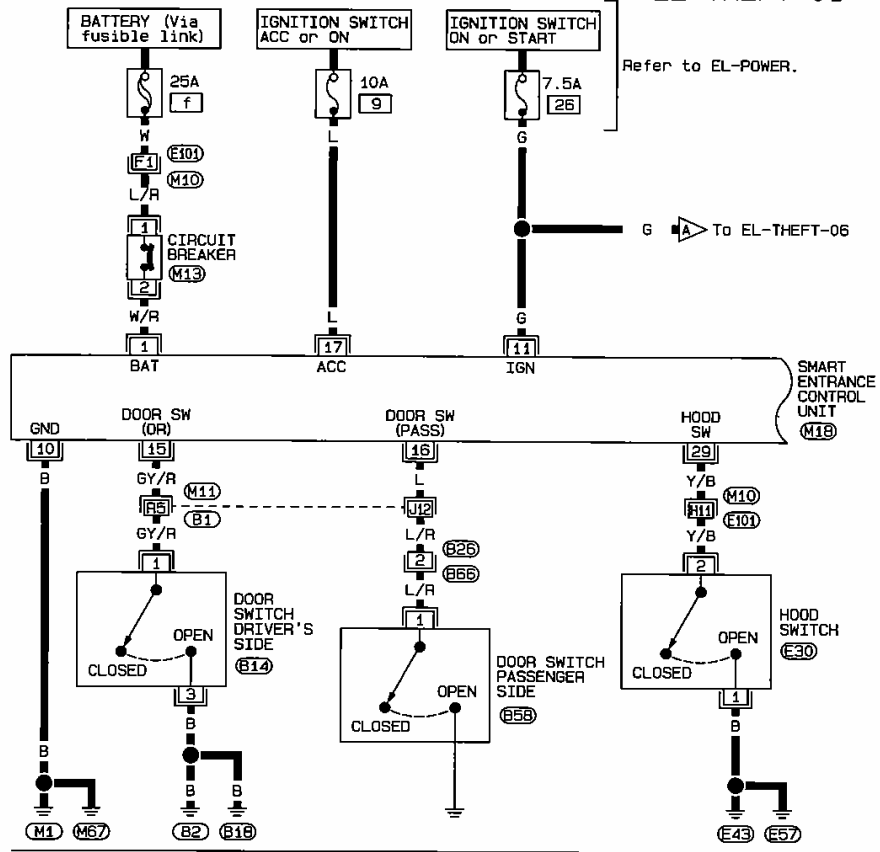 BATTERY (Via
fusible link)
IGNITION SWITCH
ACC or ON
IGNITION SWITCH
ON or START
Refer to EL-POWER.
25A
f
10A
9
7.5A
26
W
L
G
F1
E101
M10
L/R
1
CIRCUIT
BREAKER
M13
2
G
A
To EL-THEFT-06
W/R
L
G
1
17
11
BAT
ACC
IGN
SMART
ENTRANCE
CONTROL
UNIT
M18
GND
DOOR SW
(DR)
DOOR SW
(PASS)
HOOD
SW
10
15
16
29
B
GY/R
L
Y/B
R5
M11
B1
J12
H11
M10
E101
GY/R
L/R
Y/B
2
B26
B66
L/R
1
1
2
CLOSED
OPEN
DOOR
SWITCH
DRIVER'S
SIDE
B14
CLOSED
OPEN
DOOR SWITCH
PASSENGER
SIDE
B58
CLOSED
OPEN
HOOD
SWITCH
E30
3
1
B
B
B
B
B
B
B
B
B
M1
M67
B2
B18
E43
E57